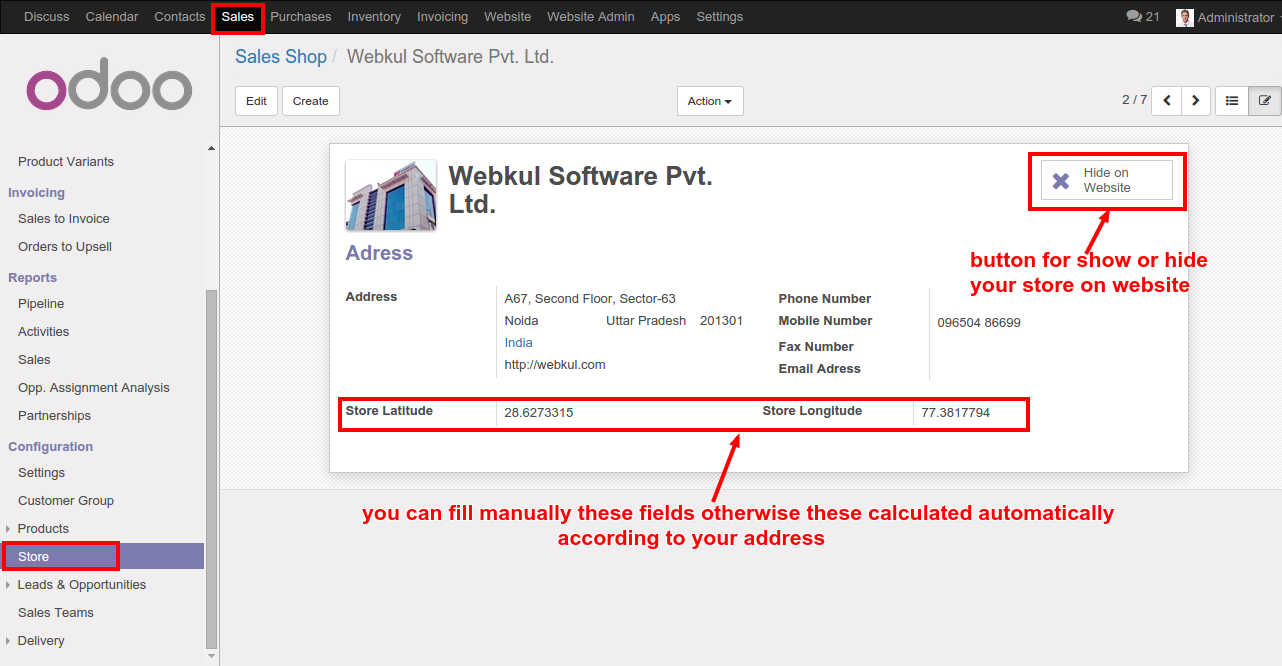 Discuss Calendar Contacts Sales Purchases Inventory Invoicing Website Website Admin Apps Settings 21 Administrator
odoo
Product Variants
Invoicing
Sales to Invoice
Orders to Upsell
Reports
Pipeline
Activities
Sales
Opp. Assignment Analysis
Partnerships
Configuration
Settings
Customer Group
Products
Store
Leads & Opportunities
Sales Teams
Delivery
Sales Shop / Webkul Software Pvt. Ltd.
Edit Create Action 2 / 7
Webkul Software Pvt.
Ltd.
Hide on
Website
button for show or hide
your store on website
Adress
Address
A67, Second Floor, Sector-63
Noida Uttar Pradesh 201301
India
http://webkul.com
Phone Number
Mobile Number 096504 86699
Fax Number
Email Adress
Store Latitude 28.6273315 Store Longitude 77.3817794
you can fill manually these fields otherwise these calculated automatically
according to your address